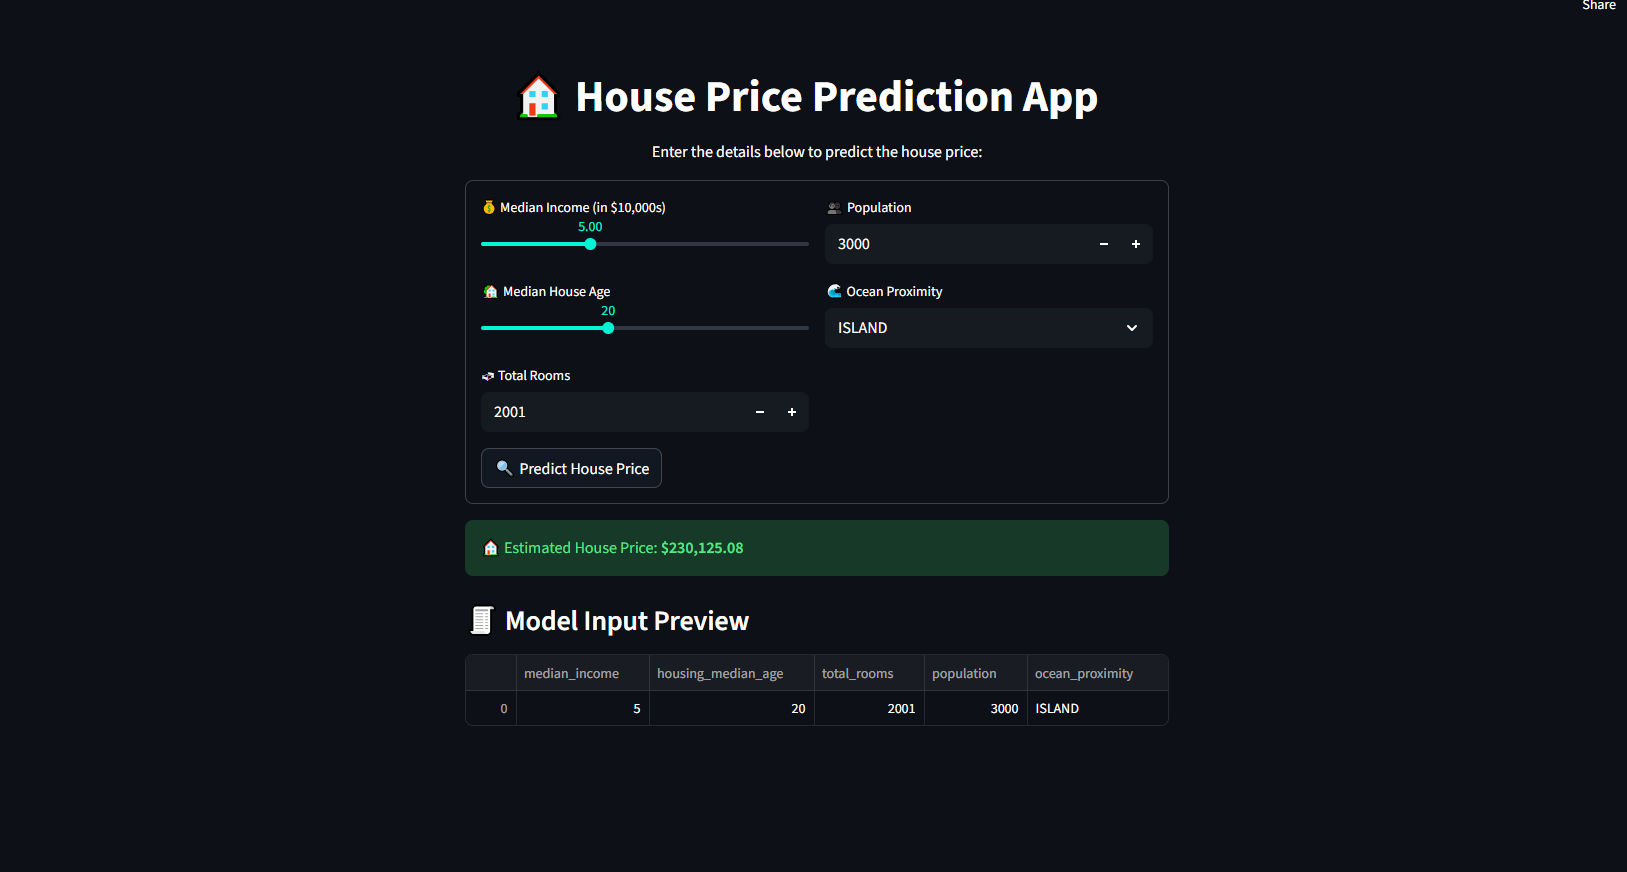 Share
House Price Prediction App
Enter the details below to predict the house price:
Median Income (in $10,000s)
5.00
Population
3000
Median House Age
20
Ocean Proximity
ISLAND
Total Rooms
2001
Predict House Price
Estimated House Price: $230,125.08
Model Input Preview
median_income housing_median_age total_rooms population ocean_proximity
0 5 20 2001 3000 ISLAND